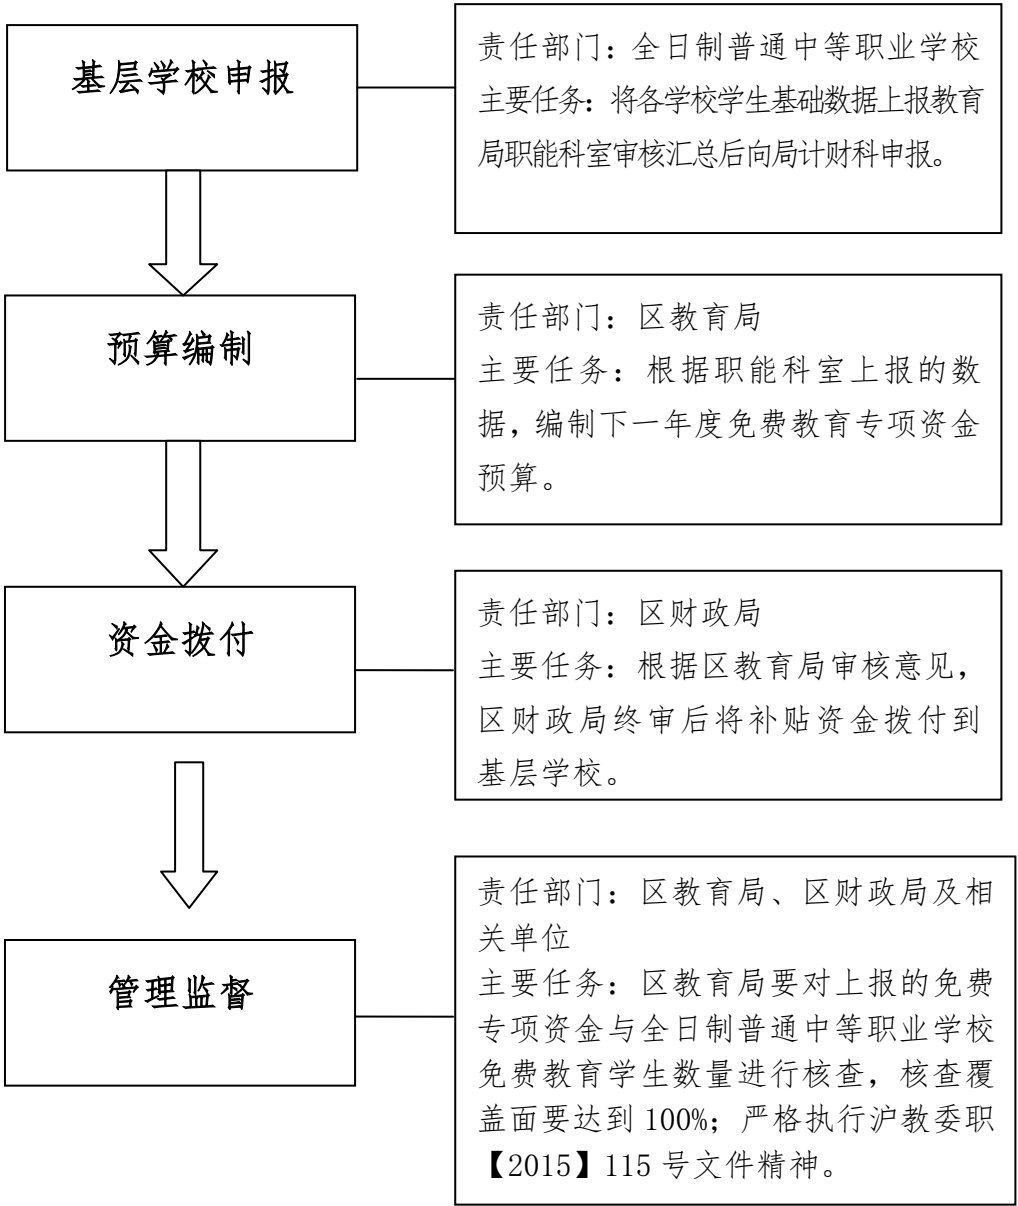 基层学校申报
责任部门：全日制普通中等职业学校
主要任务：将各学校学生基础数据上报教育
局职能科室审核汇总后向局计财科申报。
预算编制
责任部门：区教育局
主要任务：根据职能科室上报的数
据，编制下一年度免费教育专项资金
预算。
资金拨付
责任部门：区财政局
主要任务：根据区教育局审核意见，
区财政局终审后将补贴资金拨付到
基层学校。
管理监督
责任部门：区教育局、区财政局及相
关单位
主要任务：区教育局要对上报的免费
专项资金与全日制普通中等职业学校
免费教育学生数量进行核查，核查覆
盖面要达到 100%；严格执行沪教委职
【2015】115 号文件精神。